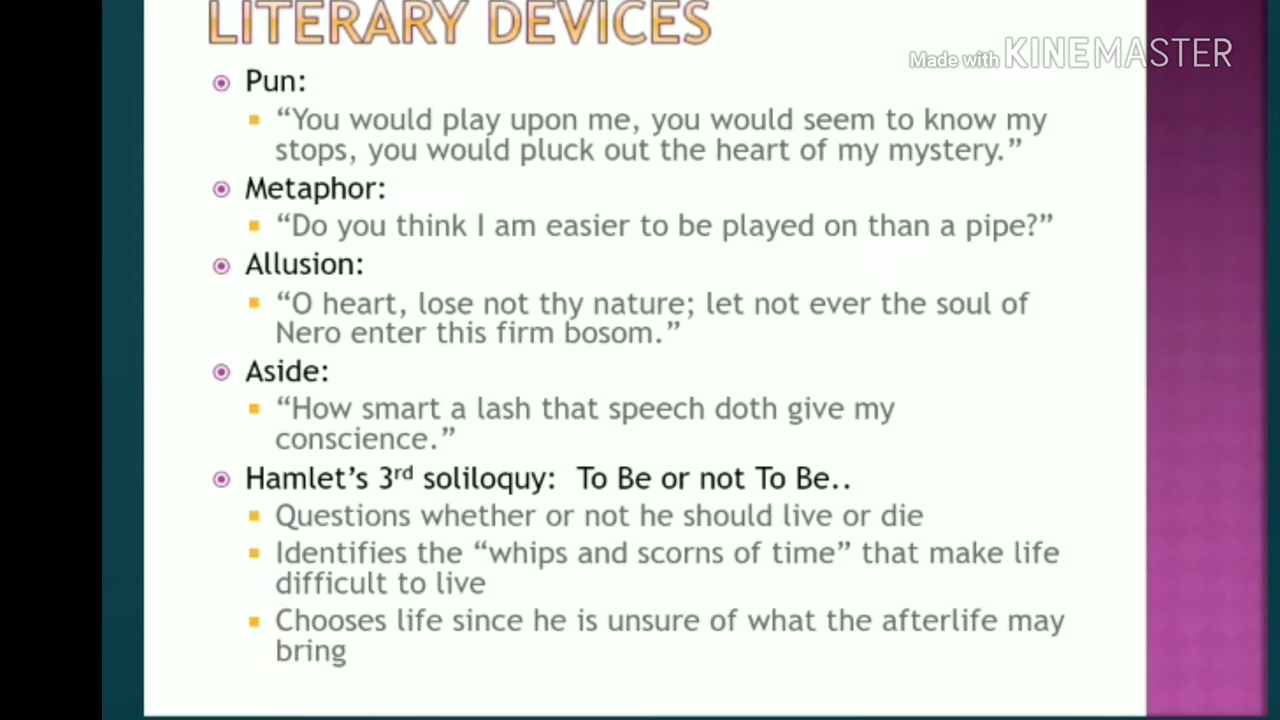 LITERARY DEVICES
Made with KINEMASTER
Pun:
“You would play upon me, you would seem to know my
stops, you would pluck out the heart of my mystery.”
Metaphor:
“Do you think I am easier to be played on than a pipe?”
Allusion:
“O heart, lose not thy nature; let not ever the soul of
Nero enter this firm bosom.”
Aside:
“How smart a lash that speech doth give my
conscience.”
Hamlet’s 3rd soliloquy: To Be or not To Be..
Questions whether or not he should live or die
Identifies the “whips and scorns of time” that make life
difficult to live
Chooses life since he is unsure of what the afterlife may
bring